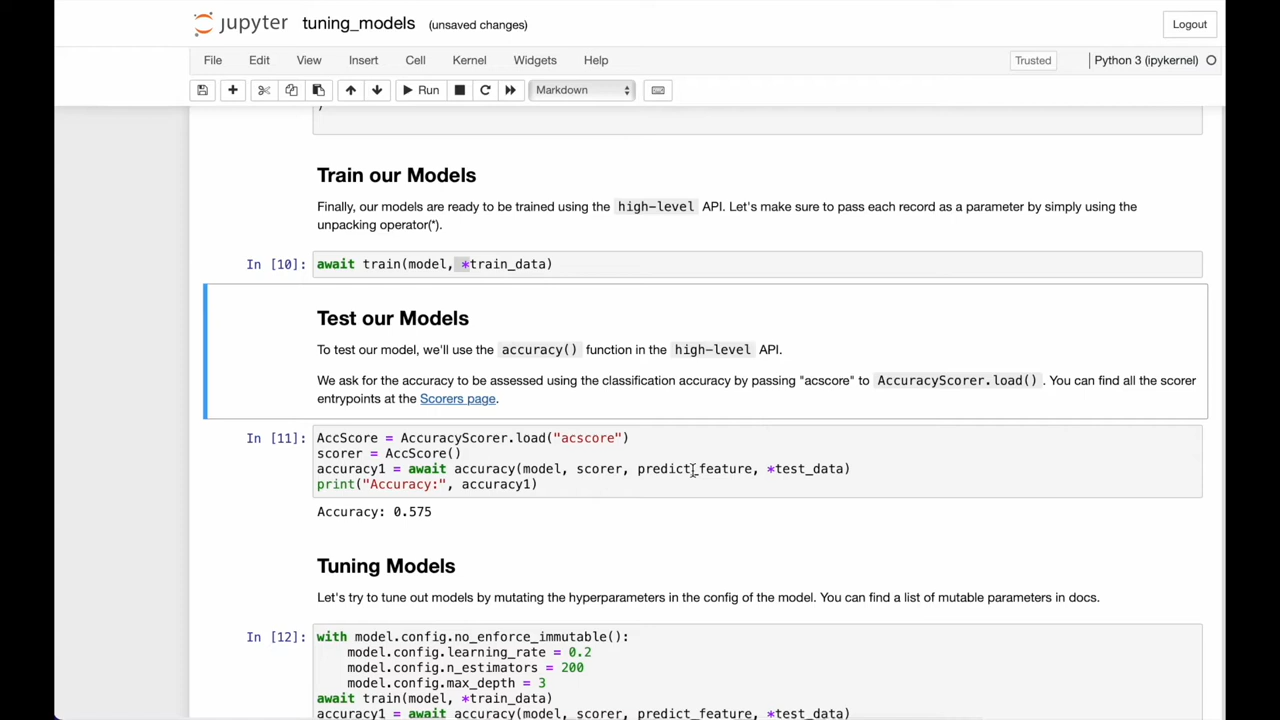 jupyter tuning_models (unsaved changes) Logout
File Edit View Insert Cell Kernel Widgets Help Trusted Python 3 (ipykernel)
Run Markdown
)
Train our Models
Finally, our models are ready to be trained using the high-level API. Let's make sure to pass each record as a parameter by simply using the
unpacking operator(*).
In [10]: await train(model, *train_data)
Test our Models
To test our model, we'll use the accuracy() function in the high-level API.
We ask for the accuracy to be assessed using the classification accuracy by passing "acscore" to AccuracyScorer.load(). You can find all the scorer
entrypoints at the Scorers page.
In [11]: AccScore = AccuracyScorer.load("acscore")
scorer = AccScore()
accuracy1 = await accuracy(model, scorer, predict_feature, *test_data)
print("Accuracy:", accuracy1)
Accuracy: 0.575
Tuning Models
Let's try to tune out models by mutating the hyperparameters in the config of the model. You can find a list of mutable parameters in docs.
In [12]: with model.config.no_enforce_immutable():
model.config.learning_rate = 0.2
model.config.n_estimators = 200
model.config.max_depth = 3
await train(model, *train_data)
accuracy1 = await accuracy(model, scorer, predict_feature, *test_data)